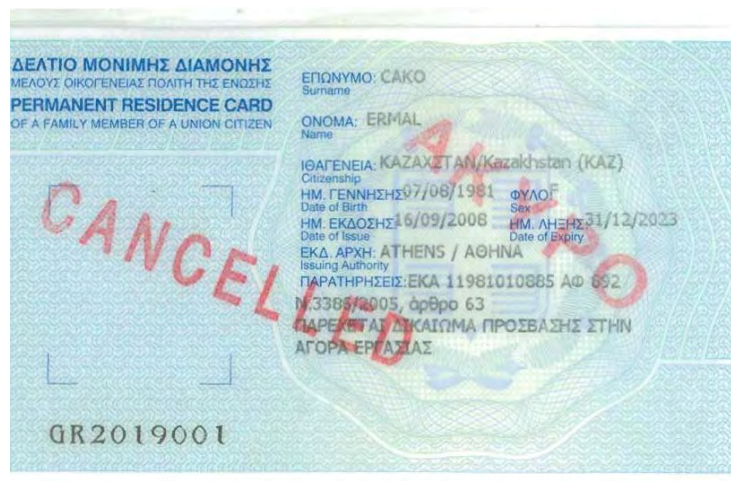 ΔΕΛΤΙΟ ΜΟΝΙΜΗΣ ΔΙΑΜΟΝΗΣ
ΜΕΛΟΥΣ ΟΙΚΟΓΕΝΕΙΑΣ ΠΟΛΙΤΗ ΤΗΣ ΕΝΩΣΗΣ
PERMANENT RESIDENCE CARD
OF A FAMILY MEMBER OF A UNION CITIZEN
ΕΠΩΝΥΜΟ: CAKO
Surname
ΟΝΟΜΑ: ERMAL
Name
ΙΘΑΓΕΝΕΙΑ: ΚΑΖΑΧΣΤΑΝ/Kazakhstan (KAZ)
Citizenship
ΗΜ. ΓΕΝΝΗΣΗΣ: 07/08/1981 ΦΥΛΟ: F
Date of Birth Sex
ΗΜ. ΕΚΔΟΣΗΣ: 16/09/2008 ΗΜ. ΛΗΞΗΣ: 31/12/2023
Date of Issue Date of Expiry
ΕΚΔ. ΑΡΧΗ: ATHENS / ΑΘΗΝΑ
Issuing Authority
ΠΑΡΑΤΗΡΗΣΕΙΣ: ΕΚΑ 11981010885 ΑΦ 692
Ν.3386/2005, άρθρο 63
ΠΑΡΕΧΕΤΑΙ ΔΙΚΑΙΩΜΑ ΠΡΟΣΒΑΣΗΣ ΣΤΗΝ
ΑΓΟΡΑ ΕΡΓΑΣΙΑΣ
CANCELLED
ΑΚΥΡΟ
GR2019001